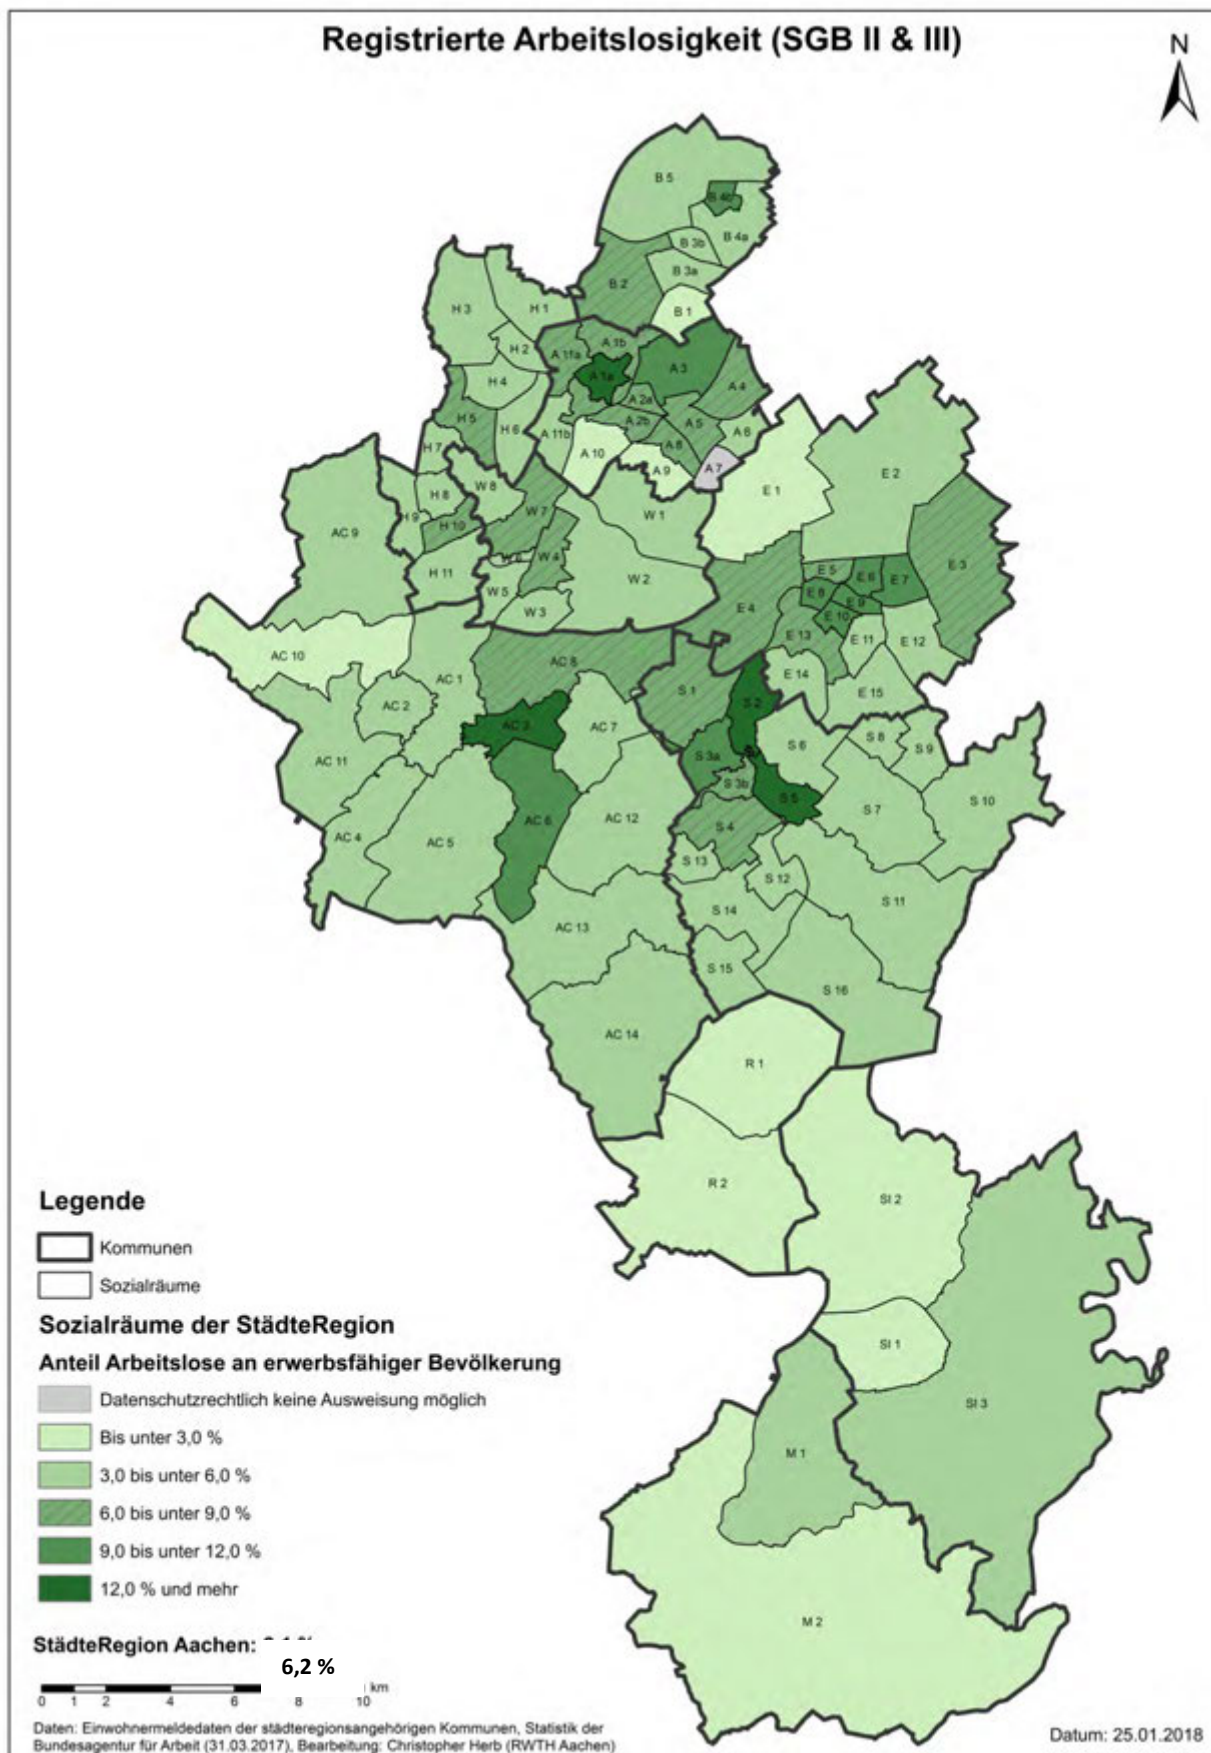 Registrierte Arbeitslosigkeit (SGB II & III)
N
B 5
B 4b
B 4a
B 3b
B 3a
B 2
B 1
H 3
H 1
H 2
H 4
H 5
H 6
H 7
H 8
H 9
H 10
H 11
A 1b
A 11a
A 1a
A 3
A 4
A 2a
A 2b
A 5
A 6
A 8
A 11b
A 10
A 9
A 7
W 8
W 7
W 1
W 6
W 4
W 5
W 2
W 3
E 1
E 2
E 3
E 5
E 6
E 7
E 8
E 9
E 10
E 4
E 13
E 11
E 12
E 14
E 15
AC 9
AC 10
AC 1
AC 8
AC 2
AC 3
AC 7
AC 11
AC 6
AC 12
AC 4
AC 5
AC 13
AC 14
S 1
S 2
S 3a
S 3b
S 6
S 8
S 9
S 5
S 7
S 10
S 4
S 13
S 12
S 14
S 11
S 15
S 16
R 1
R 2
SI 2
SI 1
SI 3
M 1
M 2
Legende
Kommunen
Sozialräume
Sozialräume der StädteRegion
Anteil Arbeitslose an erwerbsfähiger Bevölkerung
Datenschutzrechtlich keine Ausweisung möglich
Bis unter 3,0 %
3,0 bis unter 6,0 %
6,0 bis unter 9,0 %
9,0 bis unter 12,0 %
12,0 % und mehr
StädteRegion Aachen:
6,2 %
km
0 1 2 4 6 8 10
Daten: Einwohnermeldedaten der städteregionsangehörigen Kommunen, Statistik der
Bundesagentur für Arbeit (31.03.2017), Bearbeitung: Christopher Herb (RWTH Aachen)
Datum: 25.01.2018